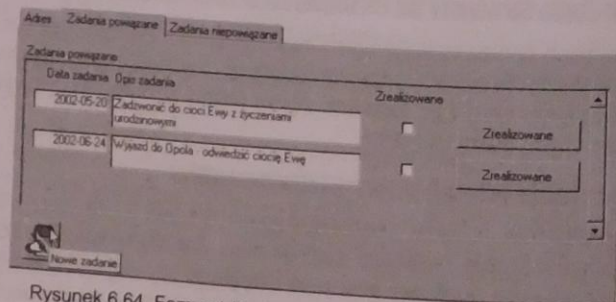 Adres Zadania powiązane Zadania niepowiązane
Zadania powiązane
Data zadania Opis zadania Zrealizowane
2002-05-20 Zadzwonić do cioci Ewy z życzeniami Zrealizowane
urodzinowymi
2002-06-24 Wyjazd do Opola - odwiedzić ciocię Ewę Zrealizowane
Nowe zadanie
Rysunek 6.64.